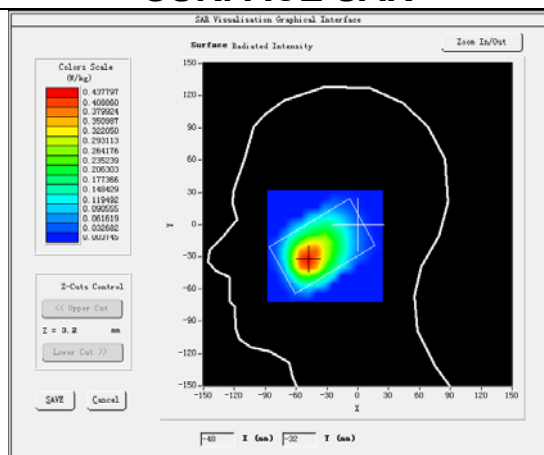 SAR Visualisation Graphical Interface
Surface Radiated Intensity
Zoom In/Out
Colors Scale
(W/kg)
0.437797
0.408860
0.379924
0.350987
0.322050
0.293113
0.264176
0.235239
0.206303
0.177366
0.148429
0.119492
0.090555
0.061619
0.032682
0.003745
Z-Cuts Control
<< Upper Cut
Z = 0.2 mm
Lower Cut >>
SAVE Cancel
150
120
90
60
30
0
-30
-60
-90
-120
-150
Y
-150 -120 -90 -60 -30 0 30 60 90 120 150
X
-48 X (mm) -32 Y (mm)